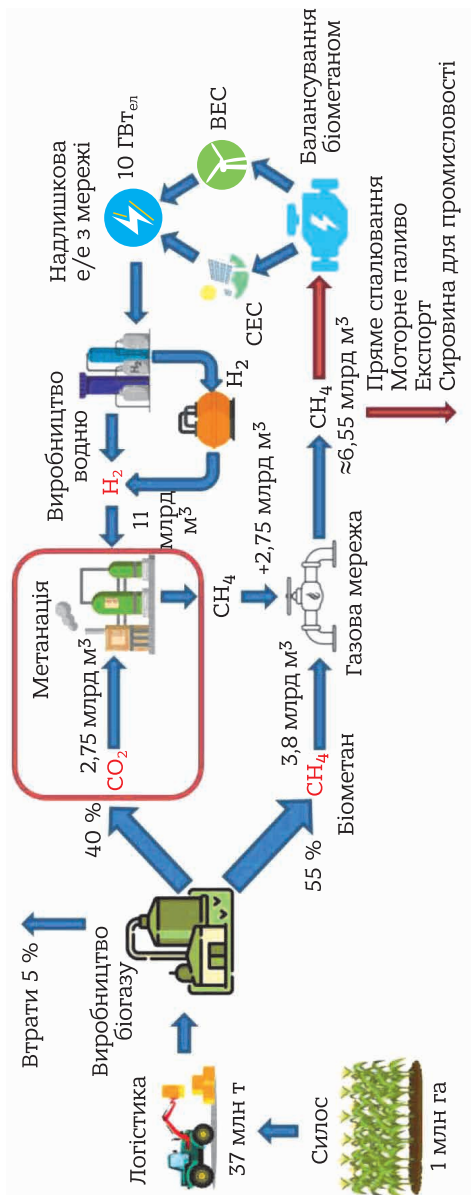 1 млн га
Силос
37 млн т
Логістика
Виробництво
біогазу
Втрати 5 %
40 %
55 %
CO₂
2,75 млрд м³
Метанація
CH₄
Біометан
3,8 млрд м³
CH₄
+2,75 млрд м³
Газова мережа
H₂
11
млрд
м³
Виробництво
водню
H₂
H₂
Надлишкова
е/е з мережі
10 ГВтел
СЕС
ВЕС
Балансування
біометаном
CH₄
≈6,55 млрд м³
Пряме спалювання
Моторне паливо
Експорт
Сировина для промисловості